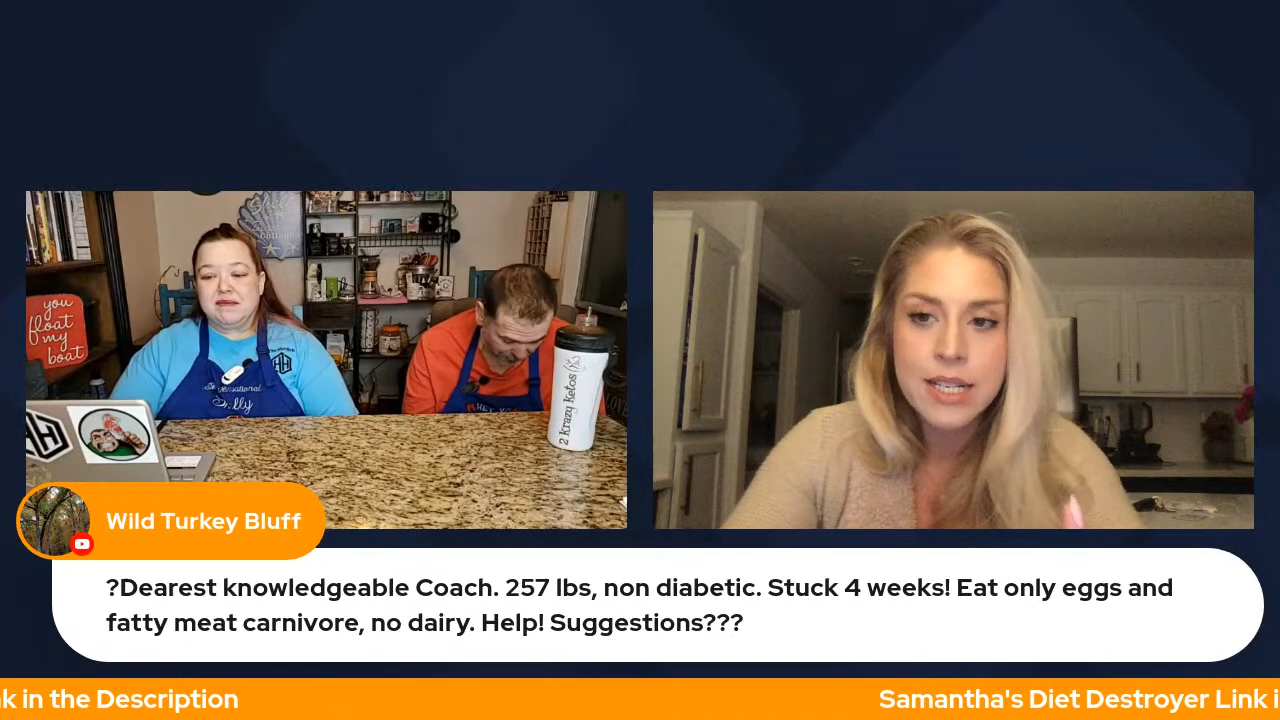 you
float
my
boat
2 Krazy Ketos
Wild Turkey Bluff
?Dearest knowledgeable Coach. 257 lbs, non diabetic. Stuck 4 weeks! Eat only eggs and
fatty meat carnivore, no dairy. Help! Suggestions???
k in the Description
Samantha's Diet Destroyer Link i